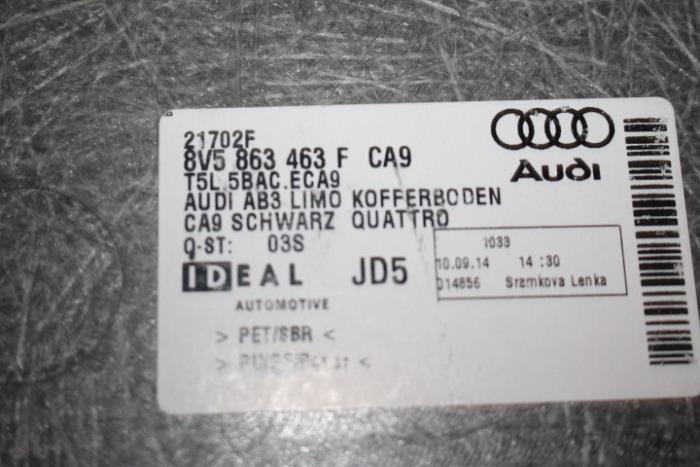 21702F
8V5 863 463 F CA9
T5L.5BAC.ECA9
AUDI AB3 LIMO KOFFERBODEN
CA9 SCHWARZ QUATTRO
Q-ST: 03S
IDEAL JD5
AUTOMOTIVE
> PET/SBR <
Audi
1033
10.09.14 14:30
014856 Sramkova Lenka